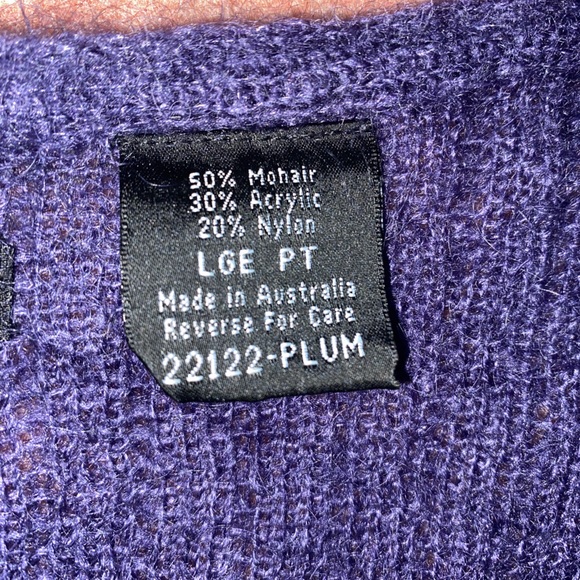 50% Mohair
30% Acrylic
20% Nylon
LGE PT
Made in Australia
Reverse For Care
22122-PLUM